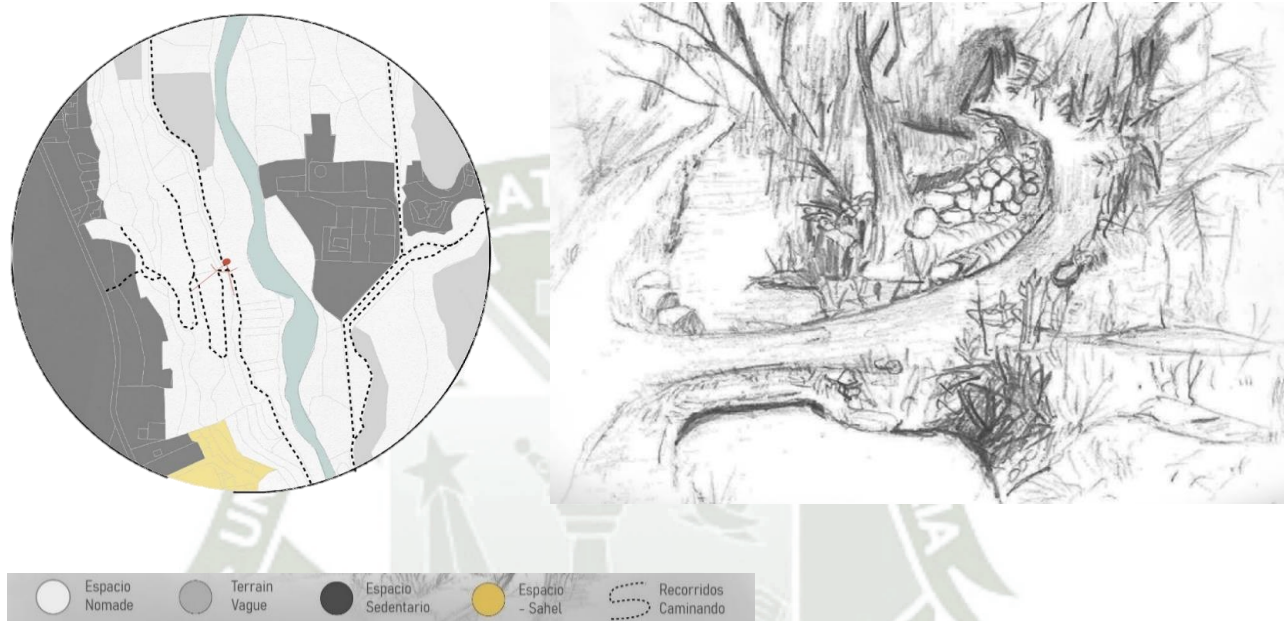 Espacio
Nomade
Terrain
Vague
Espacio
Sedentario
Espacio
- Sahel
Recorridos
Caminando